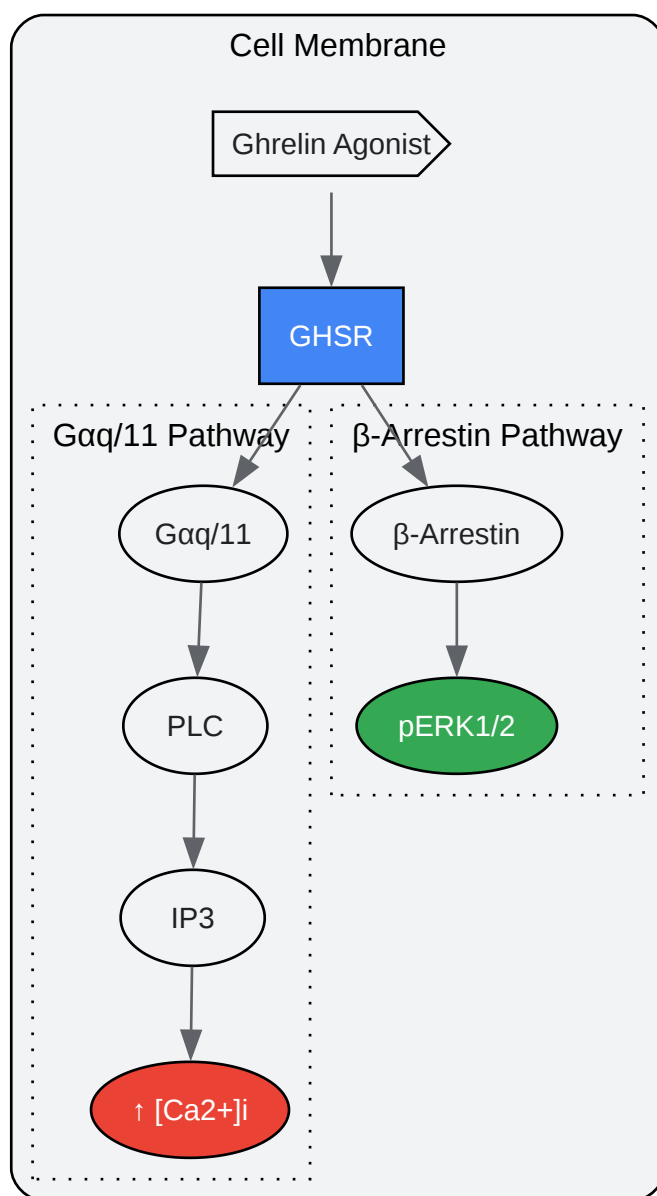 Cell Membrane
Ghrelin Agonist
GHSR
Gαq/11 Pathway
β-Arrestin Pathway
Gαq/11
β-Arrestin
PLC
pERK1/2
IP3
↑ [Ca2+]i